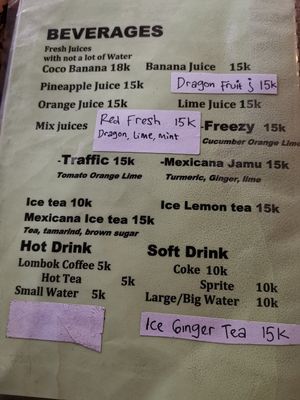 BEVERAGES
Fresh Juices
with not a lot of Water
Coco Banana 18k Banana Juice 15k
Pineapple Juice 15k Dragon Fruit j 15k
Orange Juice 15k Lime Juice 15k
Mix juices Red Fresh 15k -Freezy 15k
Dragon, Lime, mint Cucumber Orange Lime
-Traffic 15k -Mexicana Jamu 15k
Tomato Orange Lime Turmeric, Ginger, lime
Ice tea 10k Ice Lemon tea 15k
Mexicana Ice tea 15k
Tea, tamarind, brown sugar
Hot Drink Soft Drink
Lombok Coffee 5k Coke 10k
Hot Tea 5k Sprite 10k
Small Water 5k Large/Big Water 10k
Ice Ginger Tea 15k